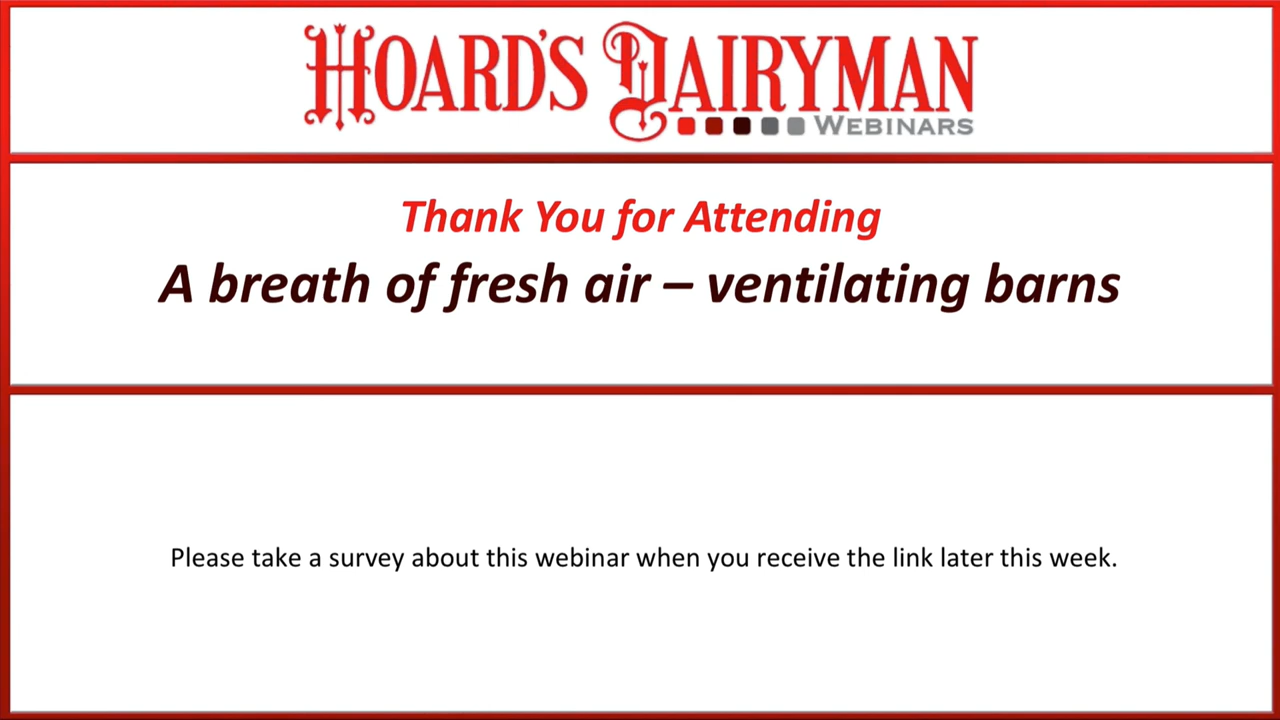 HOARD'S DAIRYMAN
WEBINARS
Thank You for Attending
A breath of fresh air – ventilating barns
Please take a survey about this webinar when you receive the link later this week.